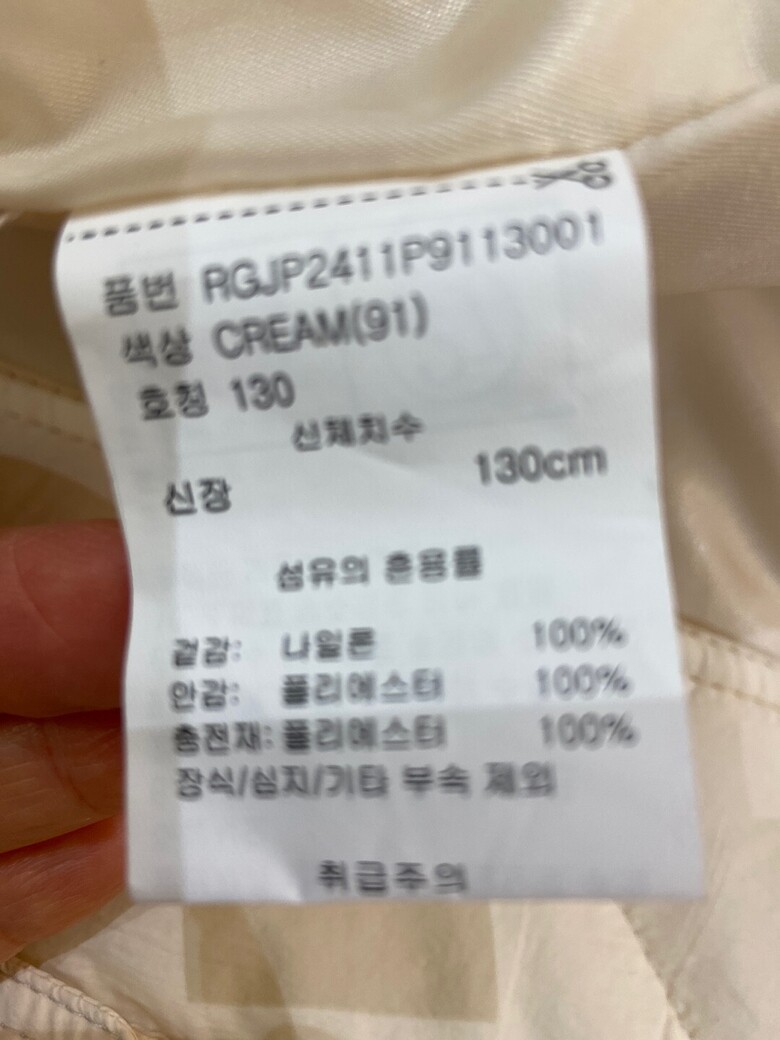 품번 RGJP2411P9113001
색상 CREAM(91)
호칭 130
신체치수
신장 130cm
섬유의 혼용률
겉감: 나일론 100%
안감: 폴리에스터 100%
충전재: 폴리에스터 100%
장식/심지/기타 부속 제외
취급주의